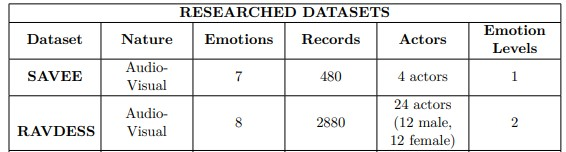 RESEARCHED DATASETS
Dataset Nature Emotions Records Actors Emotion Levels
SAVEE Audio-Visual 7 480 4 actors 1
RAVDESS Audio-Visual 8 2880 24 actors (12 male, 12 female) 2